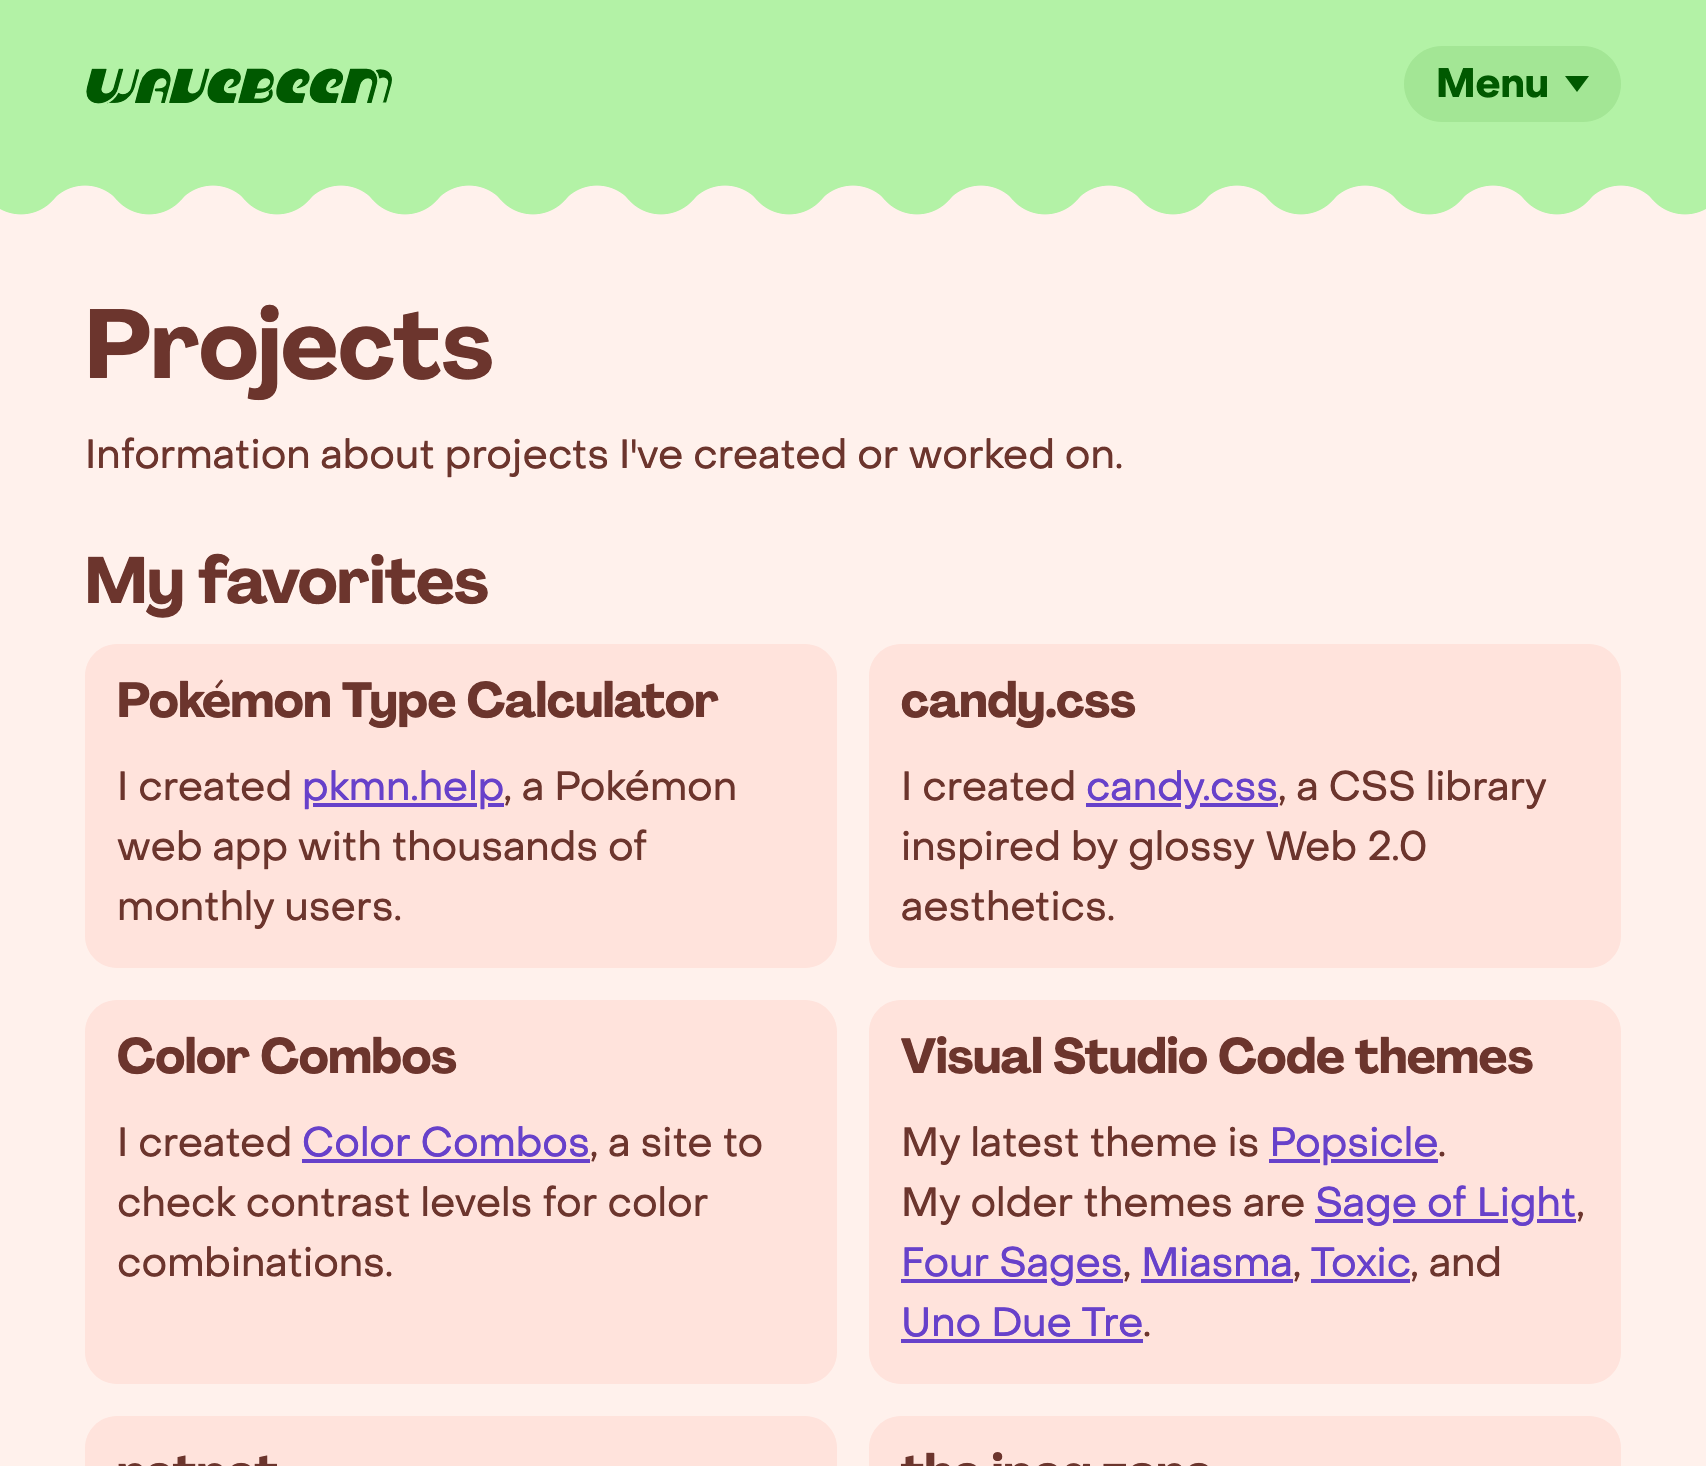 WAVEBEEM
Menu
Projects
Information about projects I've created or worked on.
My favorites
Pokémon Type Calculator
I created pkmn.help, a Pokémon
web app with thousands of
monthly users.
candy.css
I created candy.css, a CSS library
inspired by glossy Web 2.0
aesthetics.
Color Combos
I created Color Combos, a site to
check contrast levels for color
combinations.
Visual Studio Code themes
My latest theme is Popsicle.
My older themes are Sage of Light,
Four Sages, Miasma, Toxic, and
Uno Due Tre.